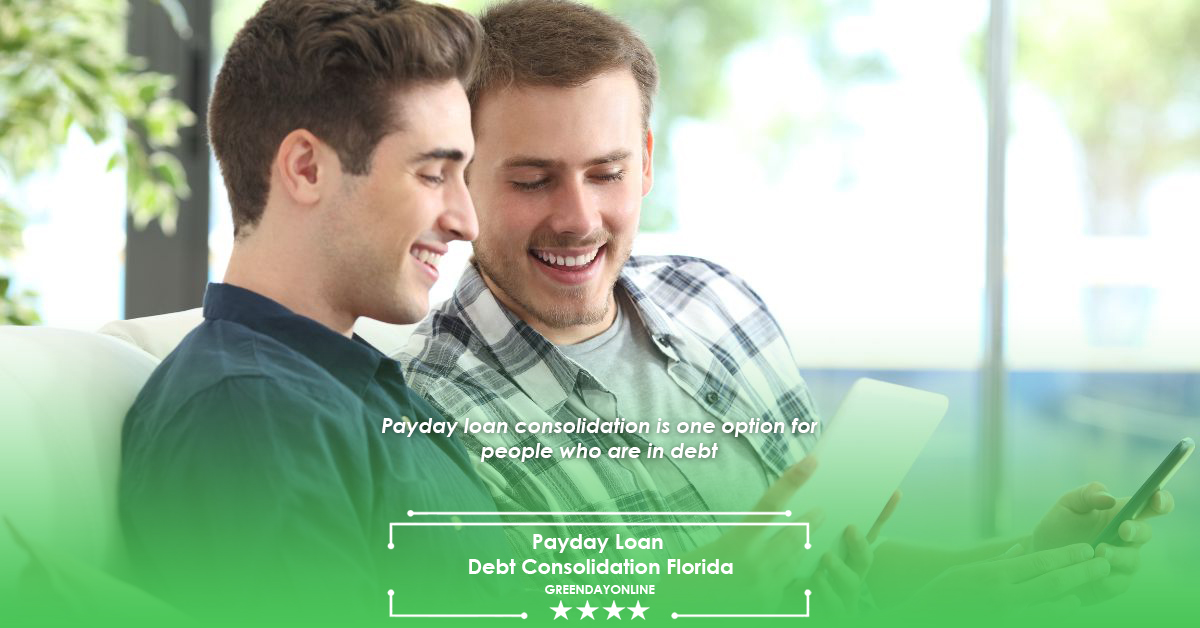 Payday loan consolidation is one option for
people who are in debt
Payday Loan
Debt Consolidation Florida
GREENDAYONLINE